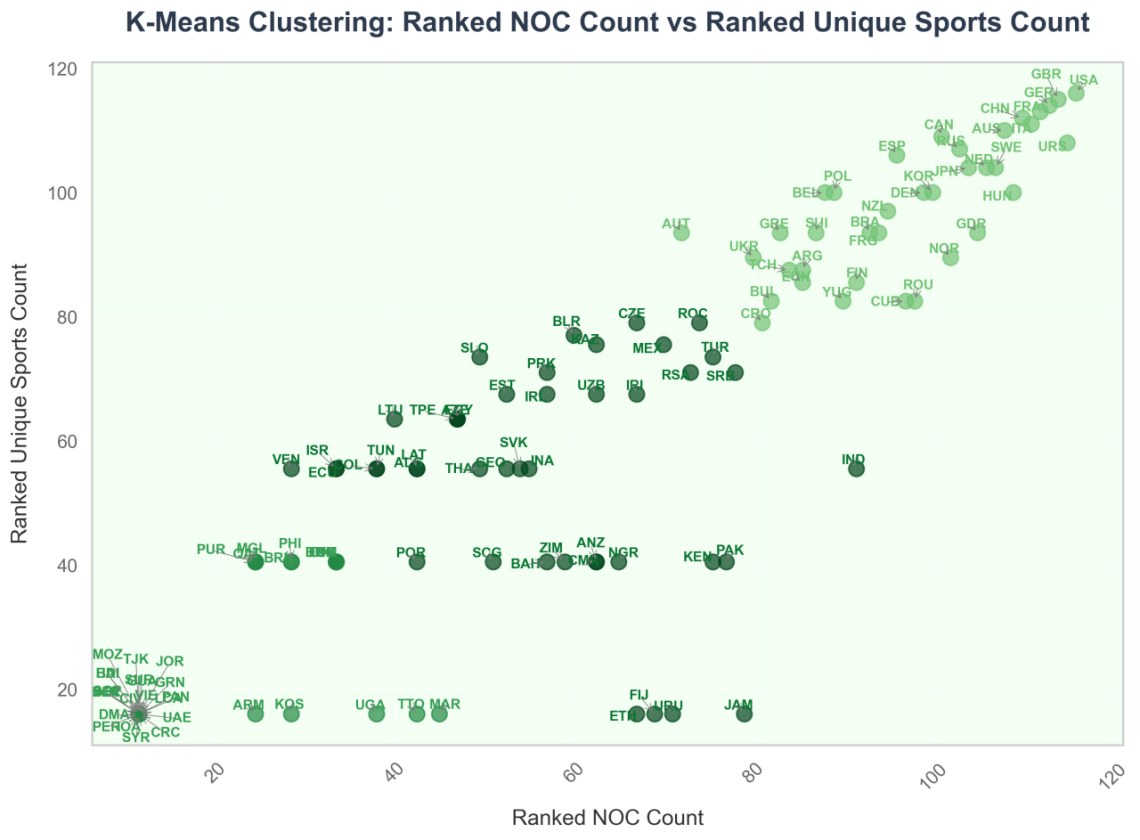 K-Means Clustering: Ranked NOC Count vs Ranked Unique Sports Count
120
100
80
60
40
20
Ranked Unique Sports Count
GBR USA
GER
CHN FRA
CAN AUS ITA
RUS URS
ESP SWE
JPN NED
POL KOR
BEL HUN
NZL
AUT GRE SUI BRA GDR
FRG
UKR NOR
TCH ARG
FIN
EUN
BUL YUG ROU
CUB
CRO
BLR CZE ROC
KAZ
SLO MEX TUR
PRK
RSA SRB
EST UZB IRI
LTU TPE
ISR TUN LAT SVK
VEN THA GEO INA IND
PUR MGL PHI
POR SCG ZIM ANZ NGR
BAH KEN PAK
MOZ TJK JOR
SUR GRN
CIV
DMA UAE
PER
SYR CRC
ARM KOS UGA TTO MAR FIJ
ETH URU JAM
20 40 60 80 100 120
Ranked NOC Count